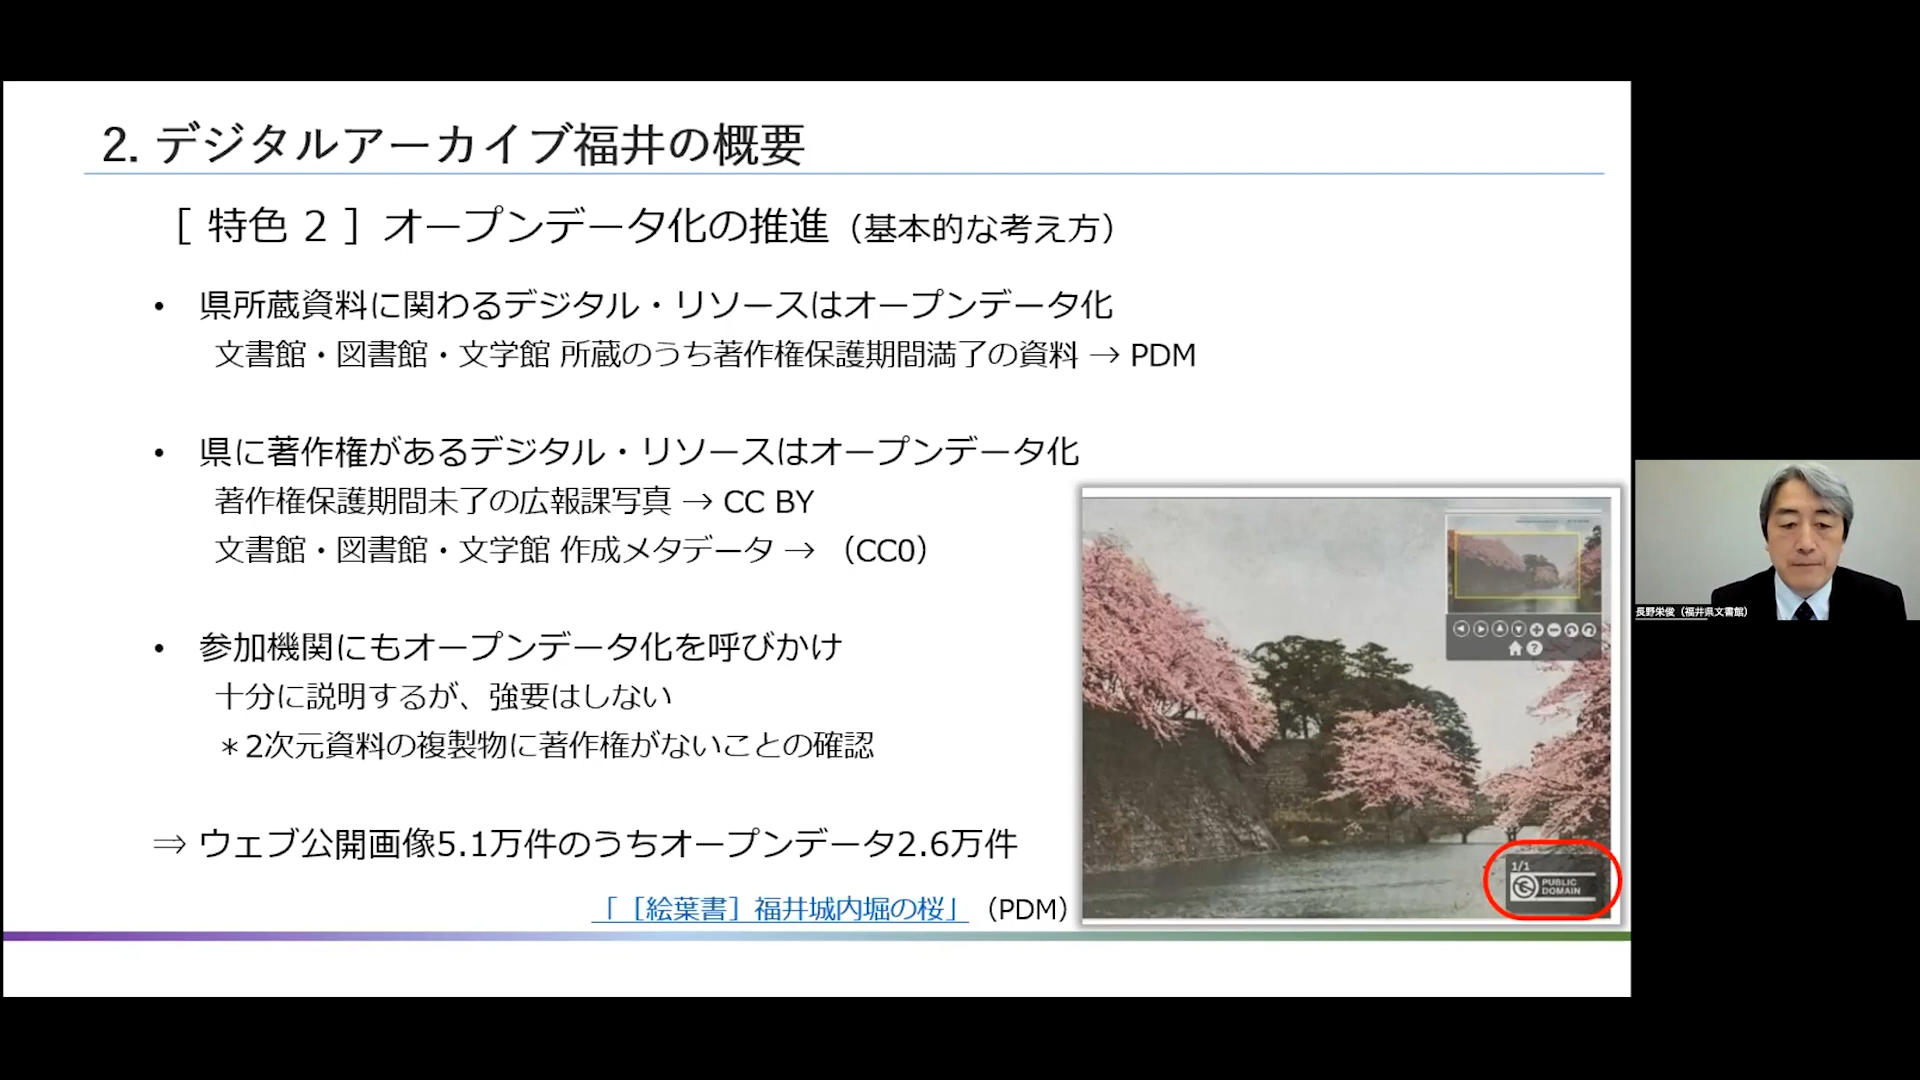 2. デジタルアーカイブ福井の概要
［ 特色 2 ］オープンデータ化の推進（基本的な考え方）
• 県所蔵資料に関わるデジタル・リソースはオープンデータ化
文書館・図書館・文学館 所蔵のうち著作権保護期間満了の資料 → PDM
• 県に著作権があるデジタル・リソースはオープンデータ化
著作権保護期間未了の広報課写真 → CC BY
文書館・図書館・文学館 作成メタデータ → （CC0）
• 参加機関にもオープンデータ化を呼びかけ
十分に説明するが、強要はしない
＊2次元資料の複製物に著作権がないことの確認
⇒ ウェブ公開画像5.1万件のうちオープンデータ2.6万件
「［絵葉書］福井城内堀の桜」（PDM）
1/1
PUBLIC
DOMAIN
長野栄俊（福井県文書館）